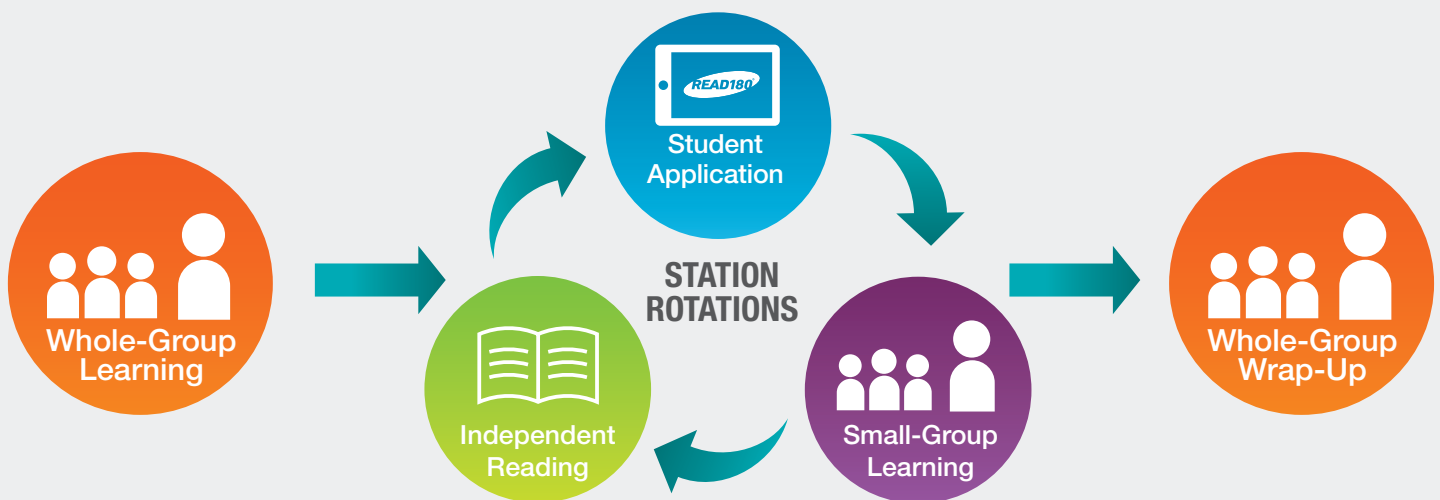 Whole-Group
Learning
READ180
Student
Application
STATION
ROTATIONS
Independent
Reading
Small-Group
Learning
Whole-Group
Wrap-Up